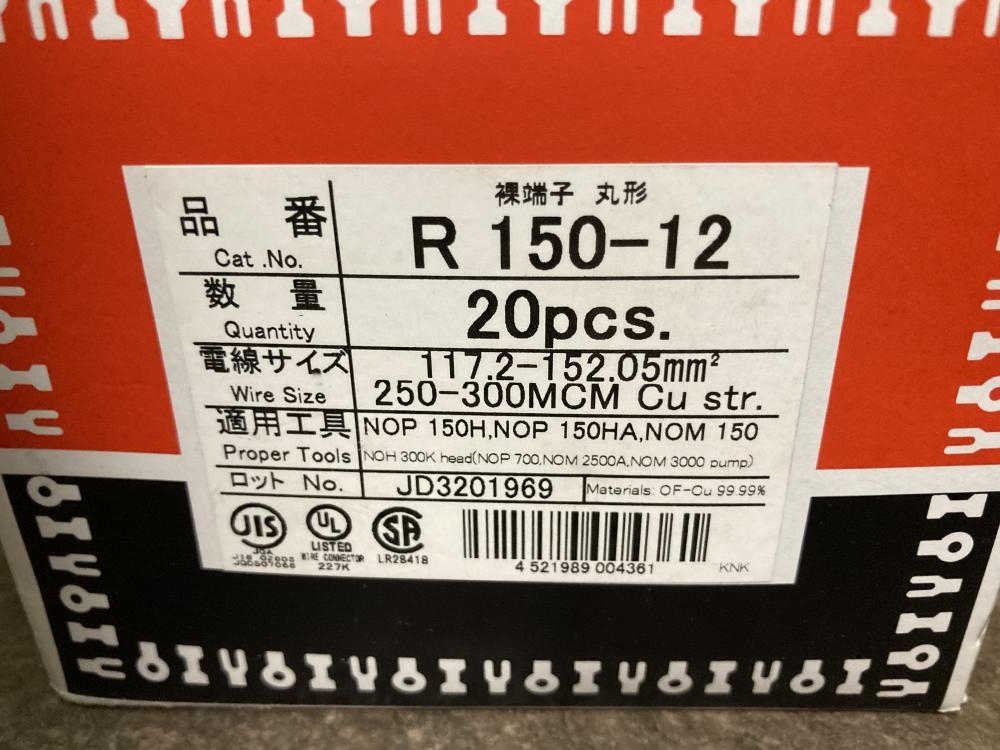 裸端子 丸形
品 番 R 150-12
Cat .No.
数 量 20pcs.
Quantity
電線サイズ 117.2-152.05mm²
Wire Size 250-300MCM Cu str.
適用工具 NOP 150H,NOP 150HA,NOM 150
Proper Tools NOH 300K head(NOP 700,NOM 2500A,NOM 3000 pump)
ロット No. JD3201969 Materials: OF-Cu 99.99%
JIS UL SA
JQA LISTED
WIRE CONNECTOR LR28418
227K
4 521989 004361 KNK